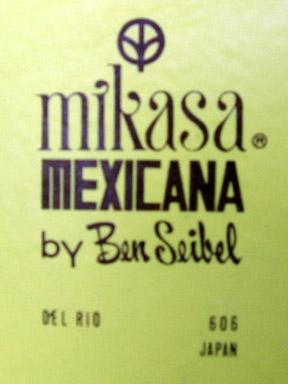 mikasa®
MEXICANA
by Ben Seibel
DEL RIO 606
JAPAN